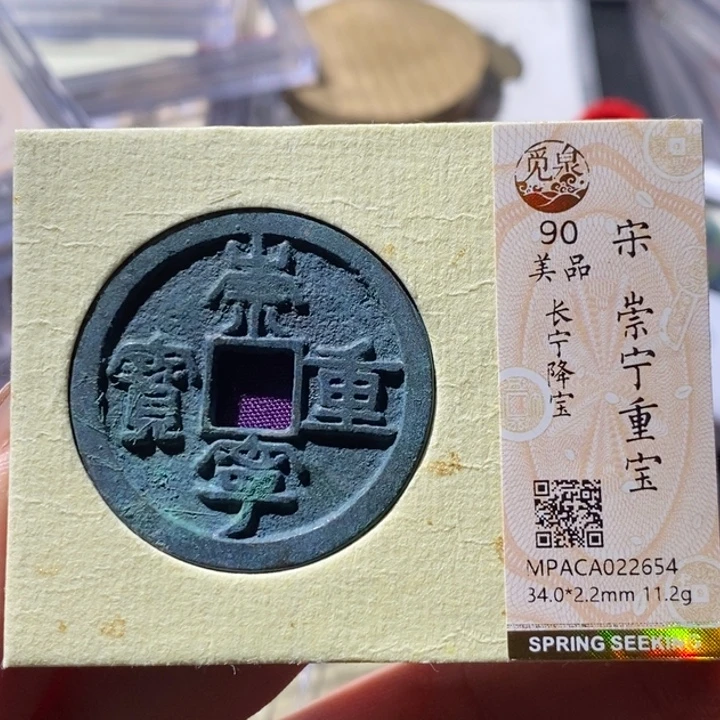 崇
重
寧
寶
觅泉
90
美品
长宁降宝
宋 崇宁重宝
MPACA022654
34.0*2.2mm 11.2g
SPRING SEEKING